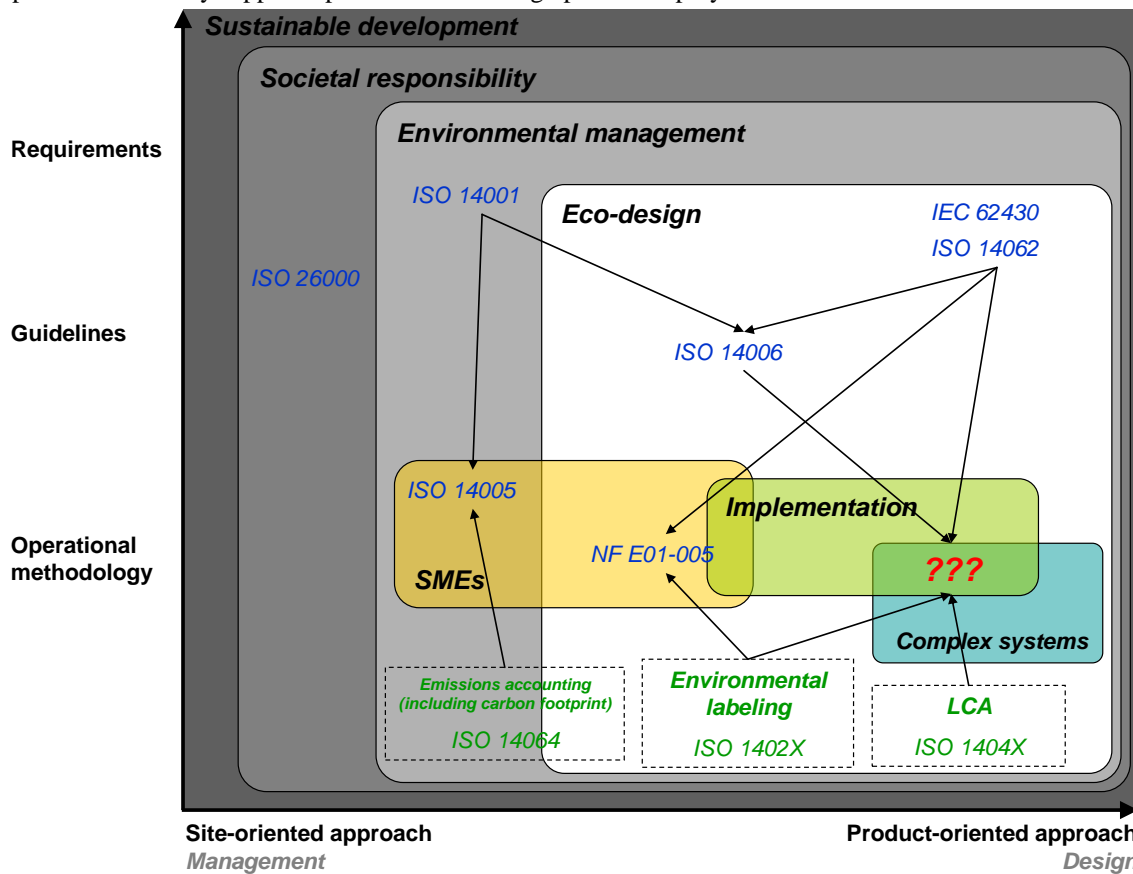 Sustainable development
Societal responsibility
Environmental management
Requirements
ISO 14001
Eco-design
IEC 62430
ISO 14062
ISO 26000
Guidelines
ISO 14006
ISO 14005
Implementation
Operational
methodology
NF E01-005
???
SMEs
Complex systems
Emissions accounting
(including carbon footprint)
ISO 14064
Environmental
labeling
ISO 1402X
LCA
ISO 1404X
Site-oriented approach
Management
Product-oriented approach
Design